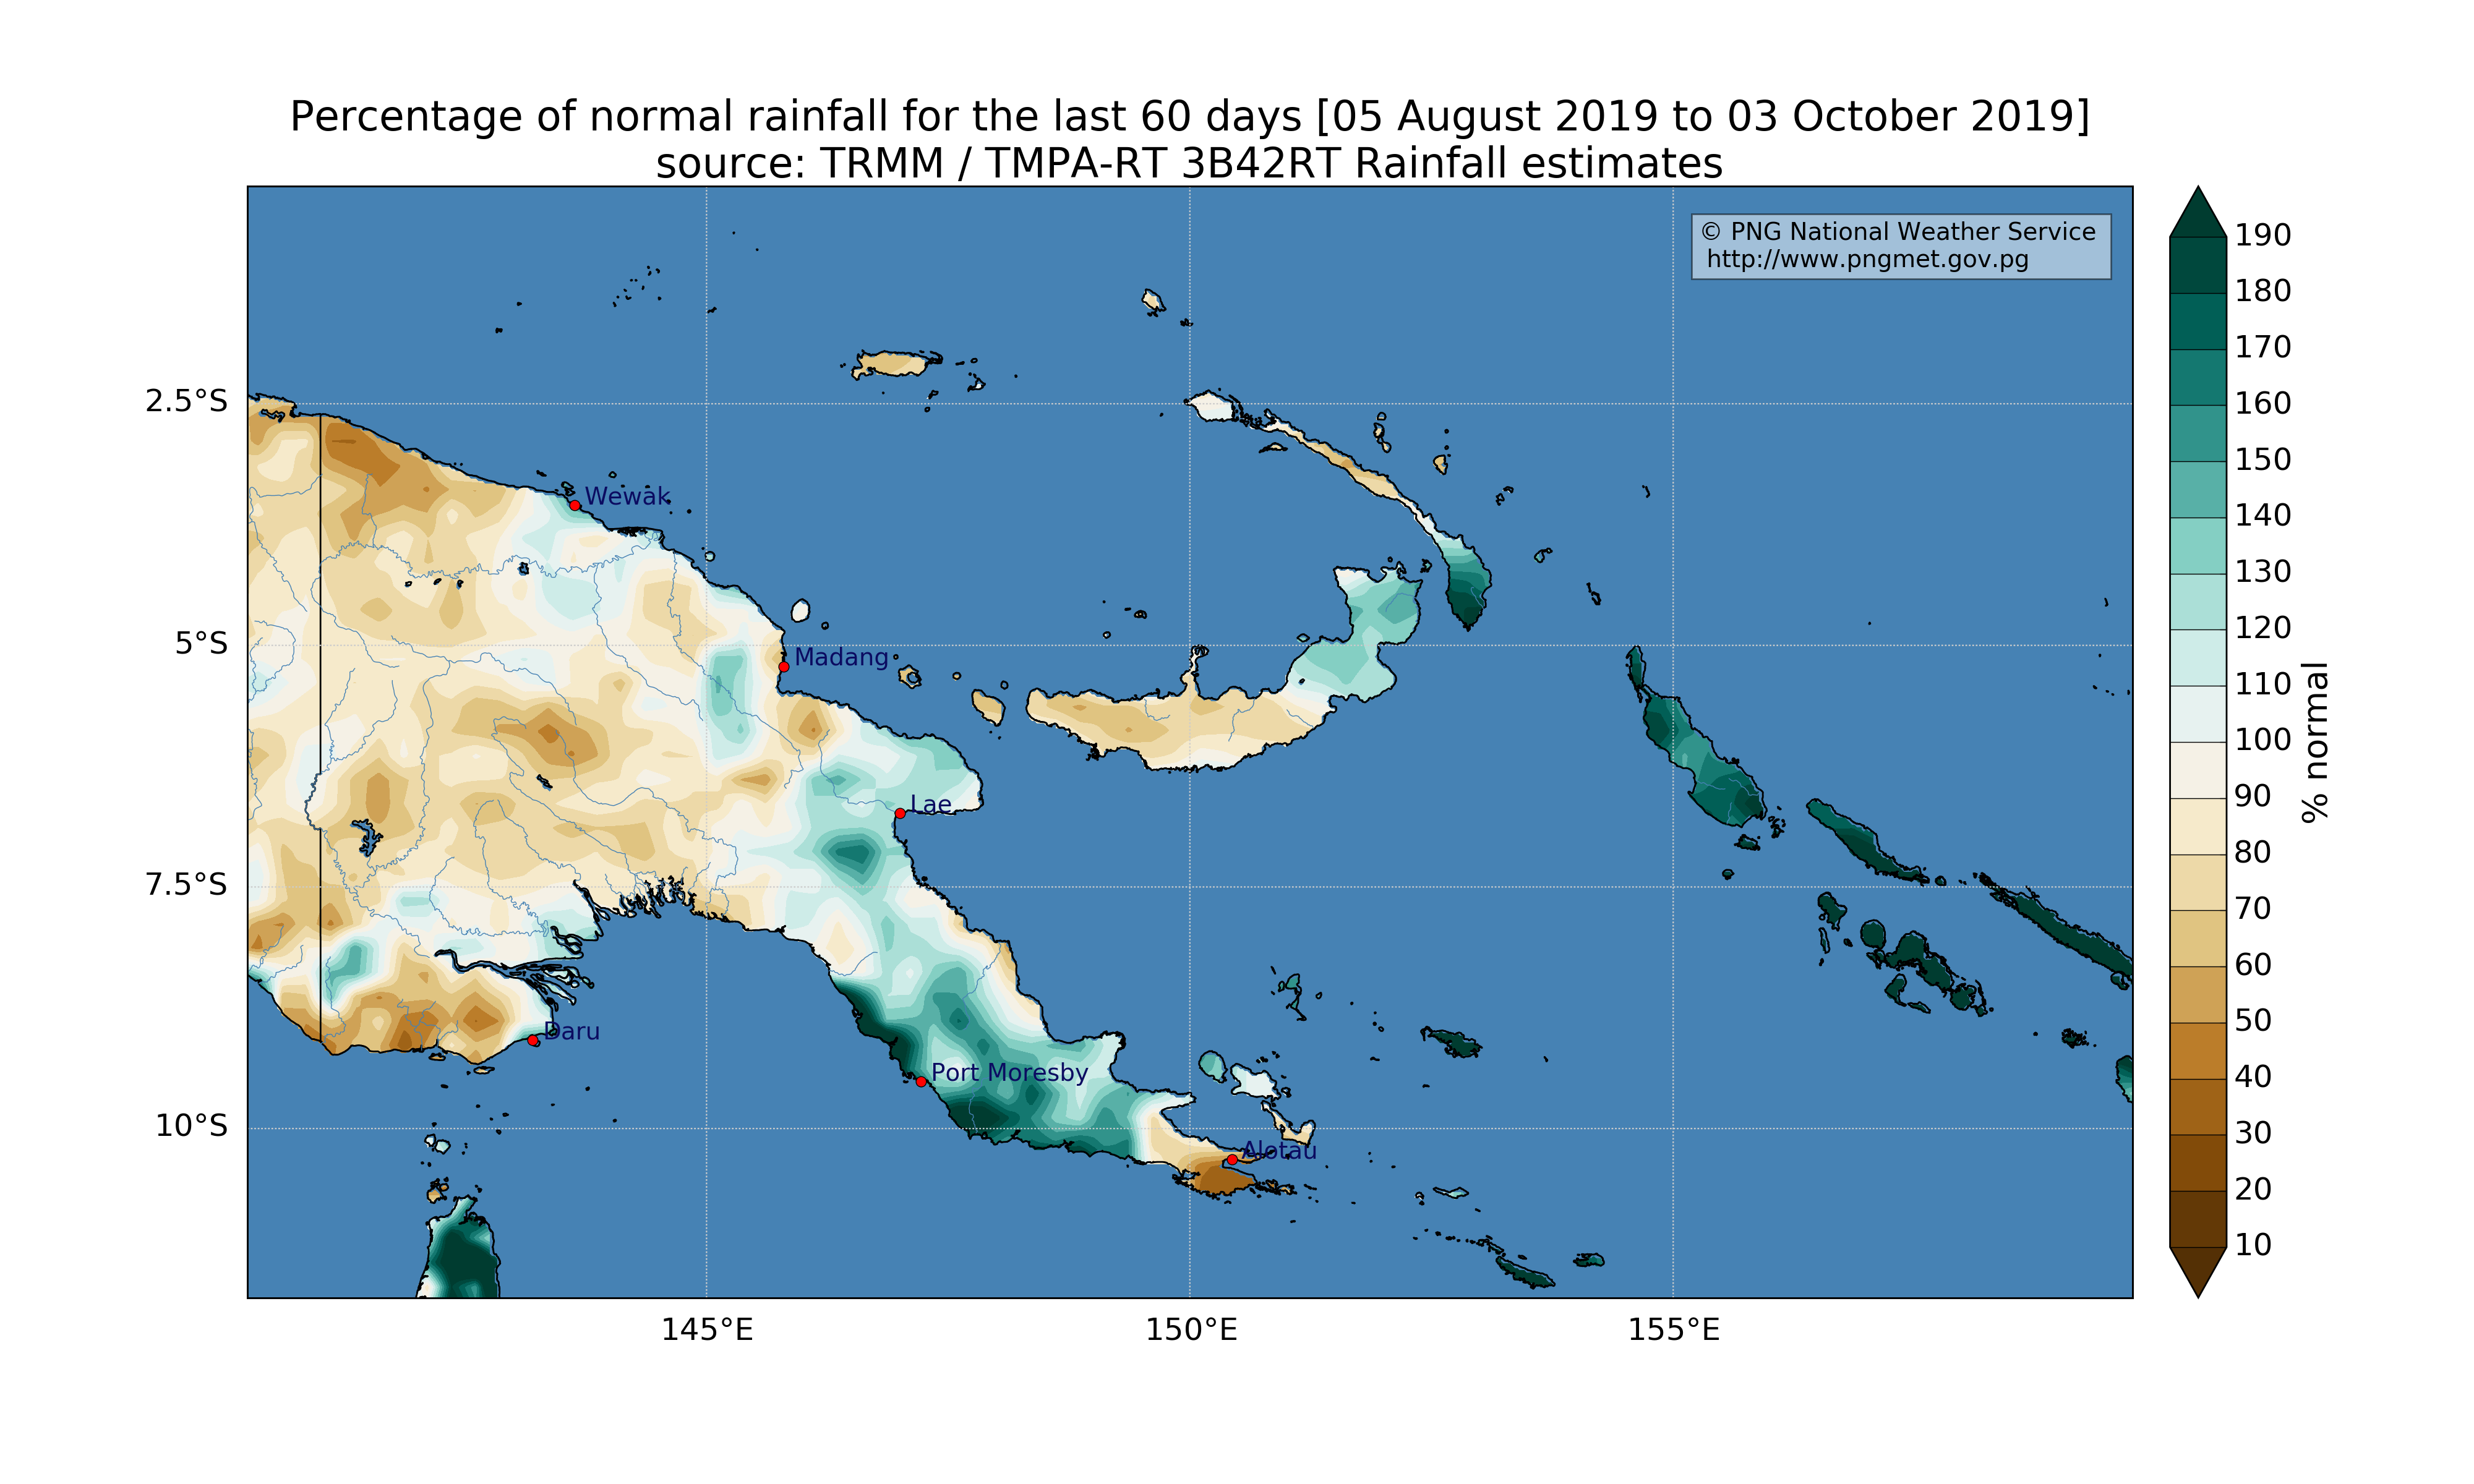 Percentage of normal rainfall for the last 60 days [05 August 2019 to 03 October 2019]
source: TRMM / TMPA-RT 3B42RT Rainfall estimates
© PNG National Weather Service
http://www.pngmet.gov.pg
2.5°S
5°S
7.5°S
10°S
Wewak
Madang
Lae
Daru
Port Moresby
Alotau
145°E
150°E
155°E
190
180
170
160
150
140
130
120
110
100
90
80
70
60
50
40
30
20
10
% normal